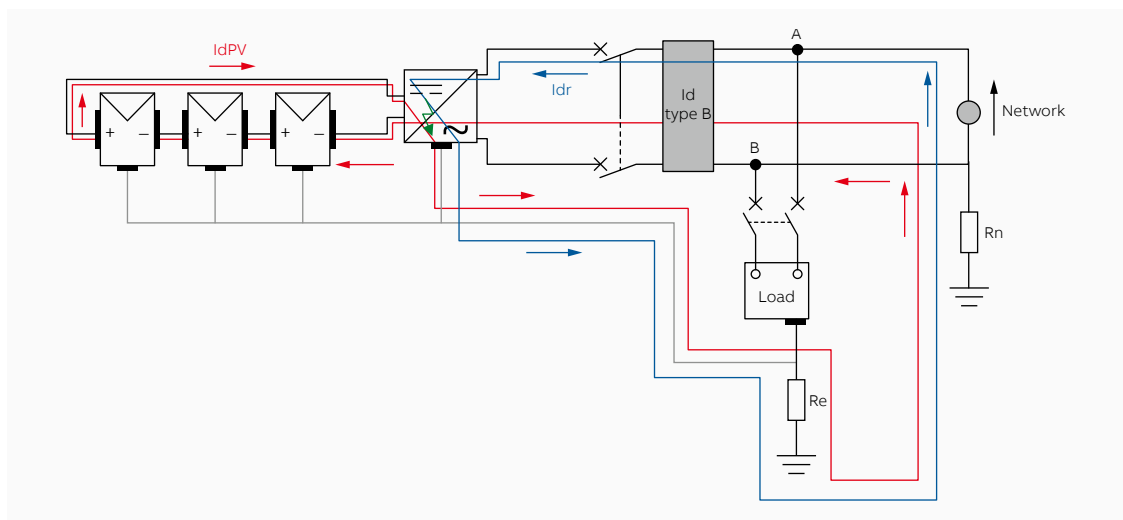 IdPV
A
Idr
Id
type B
Network
+ –
+ –
+ –
B
Rn
Load
Re